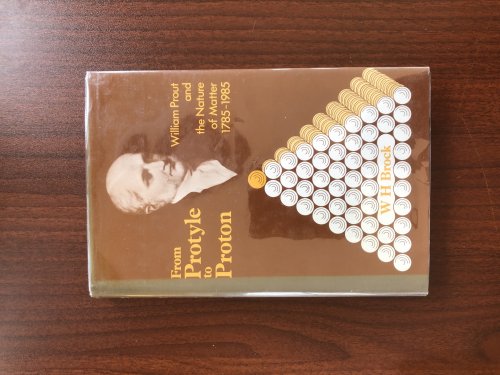 From
Protyle
to
Proton
William Prout
and
the Nature
of Matter
1785-1985
W H Brock